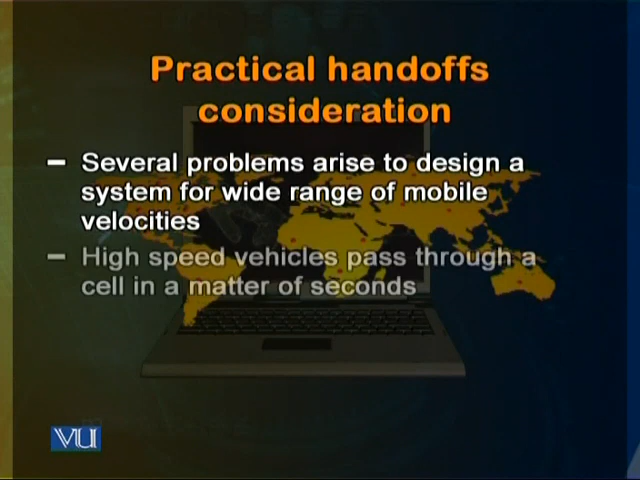 Practical handoffs
consideration
– Several problems arise to design a
system for wide range of mobile
velocities
– High speed vehicles pass through a
cell in a matter of seconds
VU